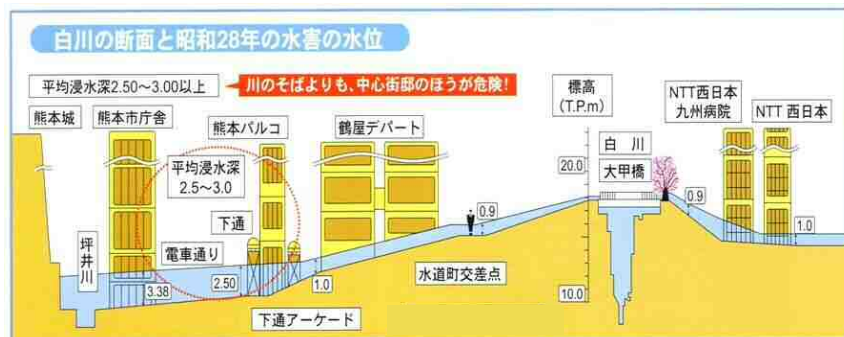 白川の断面と昭和28年の水害の水位
平均浸水深2.50〜3.00以上
川のそばよりも、中心街邸のほうが危険!
標高
(T.P.m)
NTT西日本
九州病院
NTT 西日本
熊本城
熊本市庁舎
熊本パルコ
鶴屋デパート
白 川
大甲橋
20.0
平均浸水深
2.5〜3.0
下通
0.9
0.9
1.0
坪井川
電車通り
水道町交差点
3.38
2.50
1.0
10.0
下通アーケード